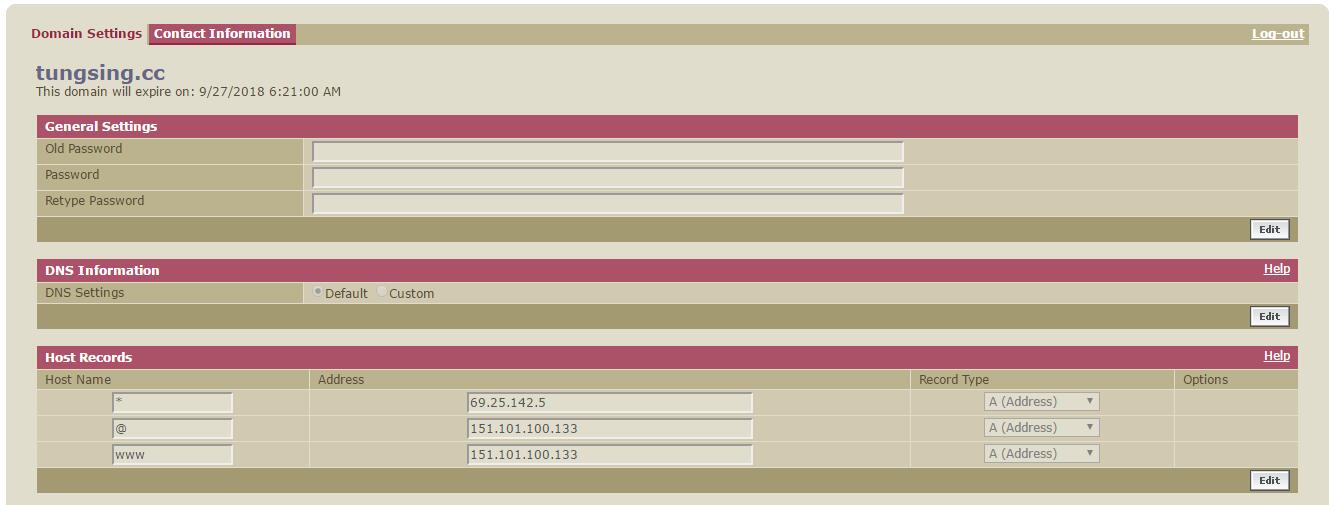 Domain Settings Contact Information Log-out
tungsing.cc
This domain will expire on: 9/27/2018 6:21:00 AM
General Settings
Old Password
Password
Retype Password
Edit
DNS Information Help
DNS Settings Default Custom
Edit
Host Records Help
Host Name Address Record Type Options
* 69.25.142.5 A (Address)
@ 151.101.100.133 A (Address)
www 151.101.100.133 A (Address)
Edit